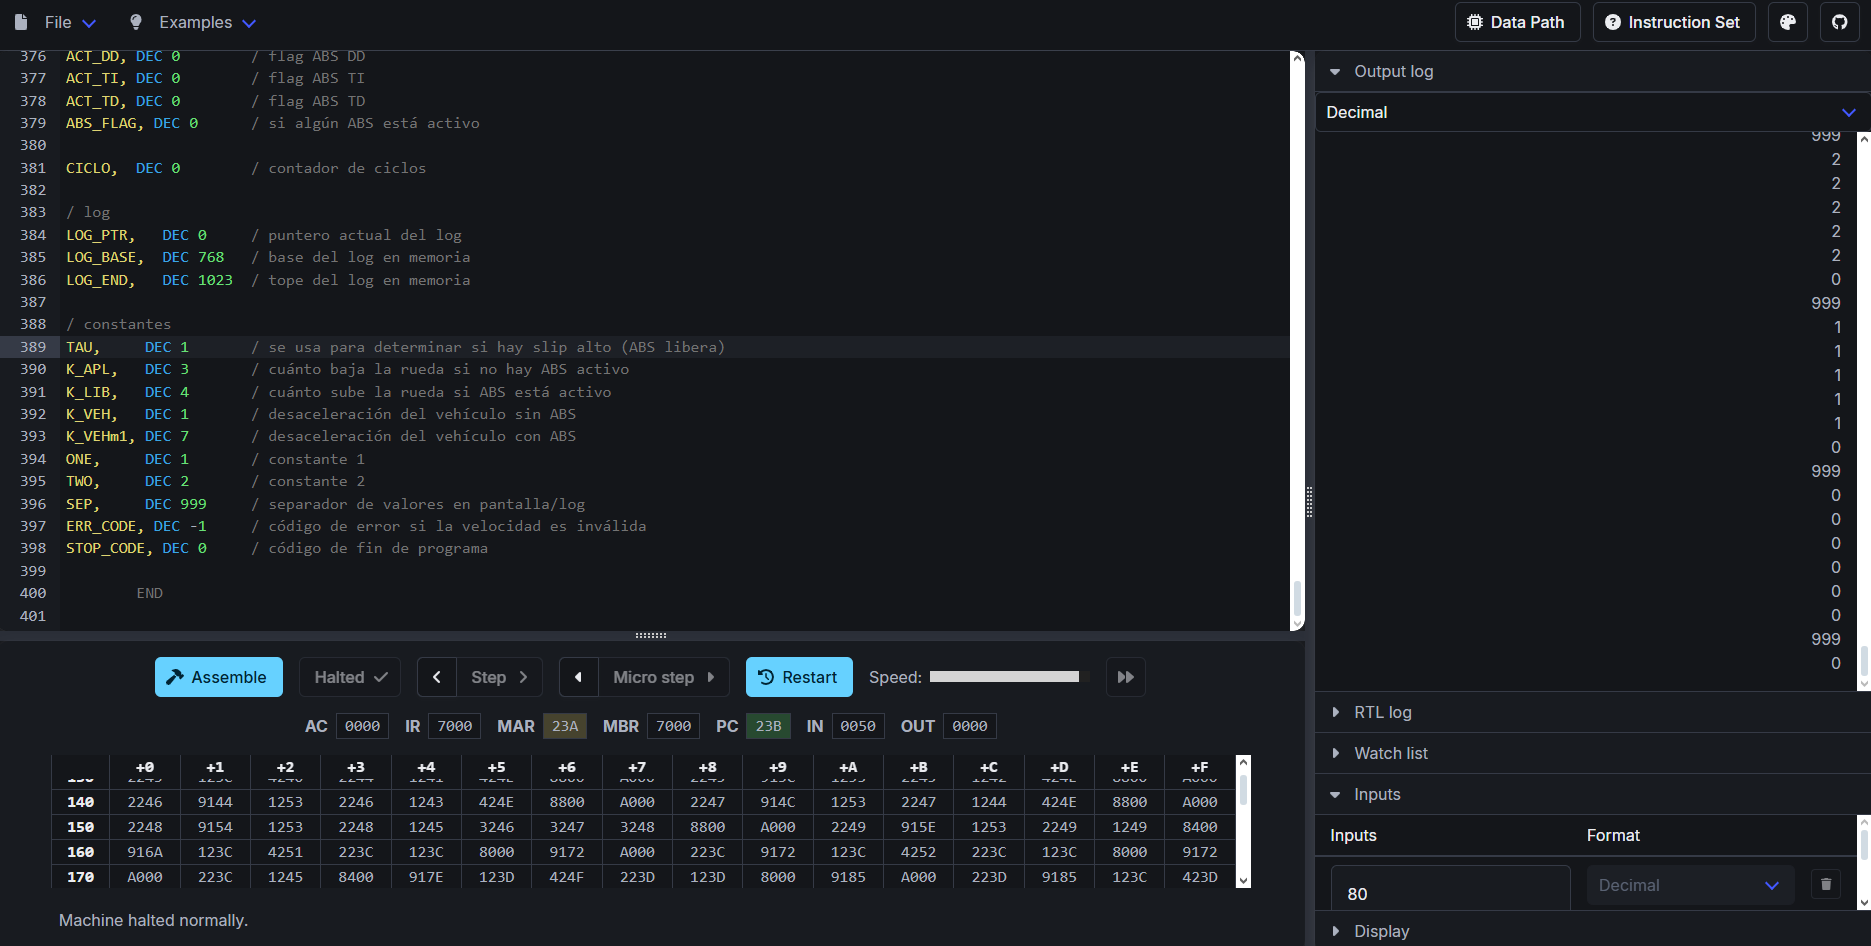 File Examples Data Path Instruction Set
376 ACT_DD, DEC 0 / flag ABS DD
377 ACT_TI, DEC 0 / flag ABS TI
378 ACT_TD, DEC 0 / flag ABS TD
379 ABS_FLAG, DEC 0 / si algún ABS está activo
380
381 CICLO, DEC 0 / contador de ciclos
382
383 / log
384 LOG_PTR, DEC 0 / puntero actual del log
385 LOG_BASE, DEC 768 / base del log en memoria
386 LOG_END, DEC 1023 / tope del log en memoria
387
388 / constantes
389 TAU, DEC 1 / se usa para determinar si hay slip alto (ABS libera)
390 K_APL, DEC 3 / cuánto baja la rueda si no hay ABS activo
391 K_LIB, DEC 4 / cuánto sube la rueda si ABS está activo
392 K_VEH, DEC 1 / desaceleración del vehículo sin ABS
393 K_VEHm1, DEC 7 / desaceleración del vehículo con ABS
394 ONE, DEC 1 / constante 1
395 TWO, DEC 2 / constante 2
396 SEP, DEC 999 / separador de valores en pantalla/log
397 ERR_CODE, DEC -1 / código de error si la velocidad es inválida
398 STOP_CODE, DEC 0 / código de fin de programa
399
400 END
401
Assemble Halted Step Micro step Restart Speed:
AC 0000 IR 7000 MAR 23A MBR 7000 PC 23B IN 0050 OUT 0000
+0 +1 +2 +3 +4 +5 +6 +7 +8 +9 +A +B +C +D +E +F
140 2246 9144 1253 2246 1243 424E 8800 A000 2247 914C 1253 2247 1244 424E 8800 A000
150 2248 9154 1253 2248 1245 3246 3247 3248 8800 A000 2249 915E 1253 2249 1249 8400
160 916A 123C 4251 223C 123C 8000 9172 A000 223C 9172 123C 4252 223C 123C 8000 9172
170 A000 223C 1245 8400 917E 123D 424F 223D 123D 8000 9185 A000 223D 9185 123C 423D
Machine halted normally.
Output log
Decimal
999
2
2
2
2
2
0
999
1
1
1
1
1
0
999
0
0
0
0
0
0
999
0
RTL log
Watch list
Inputs
Inputs Format
80 Decimal
Display